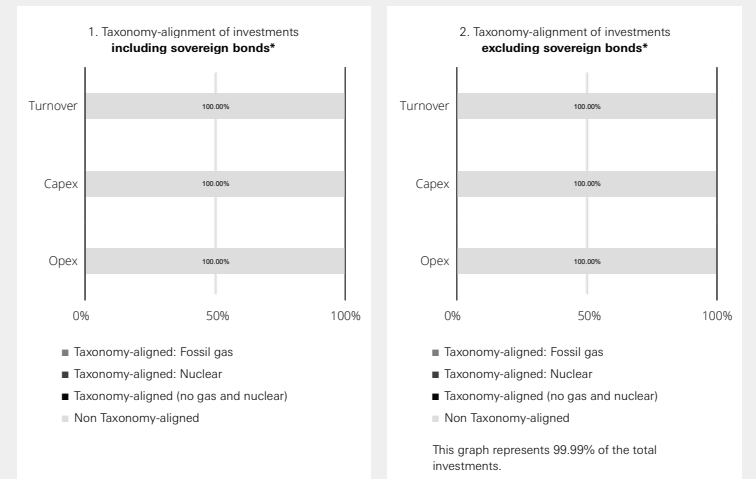 1. Taxonomy-alignment of investments
including sovereign bonds*
Turnover
100.00%
Capex
100.00%
Opex
100.00%
0%
50%
100%
Taxonomy-aligned: Fossil gas
Taxonomy-aligned: Nuclear
Taxonomy-aligned (no gas and nuclear)
Non Taxonomy-aligned
2. Taxonomy-alignment of investments
excluding sovereign bonds*
Turnover
100.00%
Capex
100.00%
Opex
100.00%
0%
50%
100%
Taxonomy-aligned: Fossil gas
Taxonomy-aligned: Nuclear
Taxonomy-aligned (no gas and nuclear)
Non Taxonomy-aligned
This graph represents 99.99% of the total
investments.